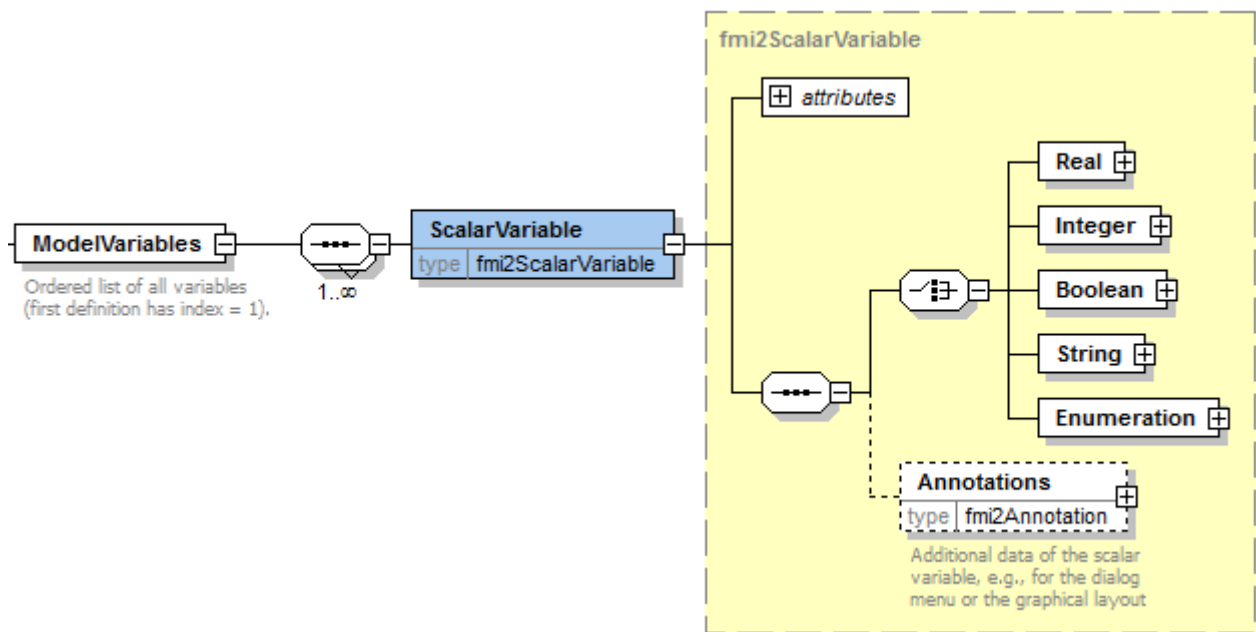 fmi2ScalarVariable
attributes
Real
Integer
ModelVariables
ScalarVariable
type fmi2ScalarVariable
Ordered list of all variables
(first definition has index = 1).
1..∞
Boolean
String
Enumeration
Annotations
type fmi2Annotation
Additional data of the scalar
variable, e.g., for the dialog
menu or the graphical layout